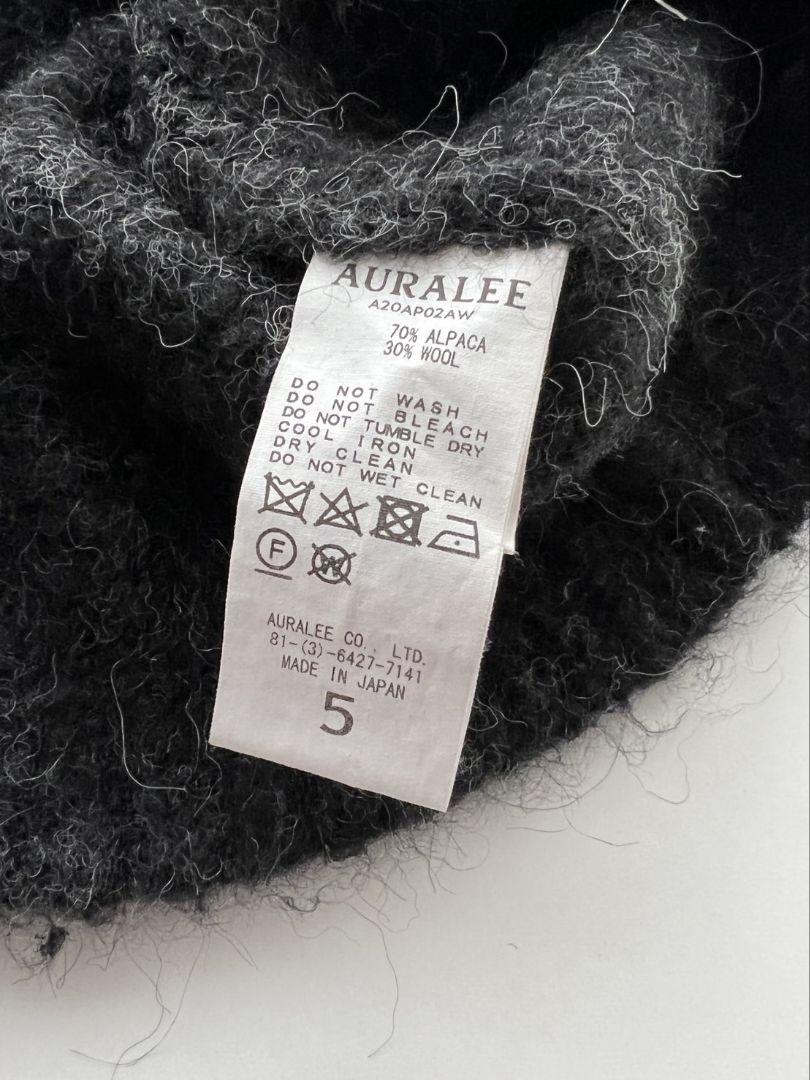 AURALEE
A20AP02AW
70% ALPACA
30% WOOL
DO NOT WASH
DO NOT BLEACH
DO NOT TUMBLE DRY
COOL IRON
DRY CLEAN
DO NOT WET CLEAN
F W
AURALEE CO., LTD.
81-(3)-6427-7141
MADE IN JAPAN
5